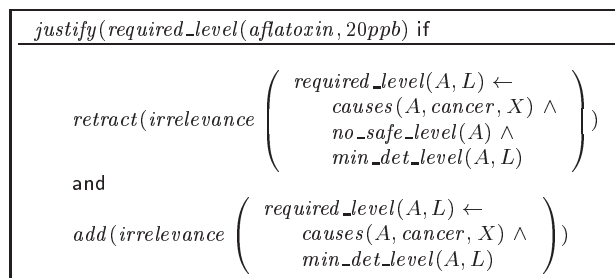 justify(required_level(aflatoxin, 20ppb) if
required_level(A, L) ←
causes(A, cancer, X) ∧
retract(irrelevance ( no_safe_level(A) ∧ ))
min_det_level(A, L)
and
required_level(A, L) ←
add(irrelevance ( causes(A, cancer, X) ∧ ))
min_det_level(A, L)